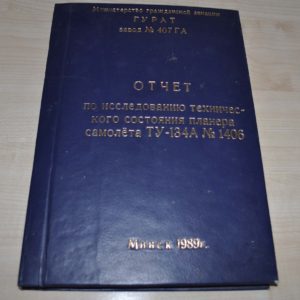 Министерство гражданской авиации
ГУРАТ
завод № 407 ГА
ОТЧЕТ
по исследованию техничес-
кого состояния планера
самолёта ТУ-134А № 1406
Минск 1989г.